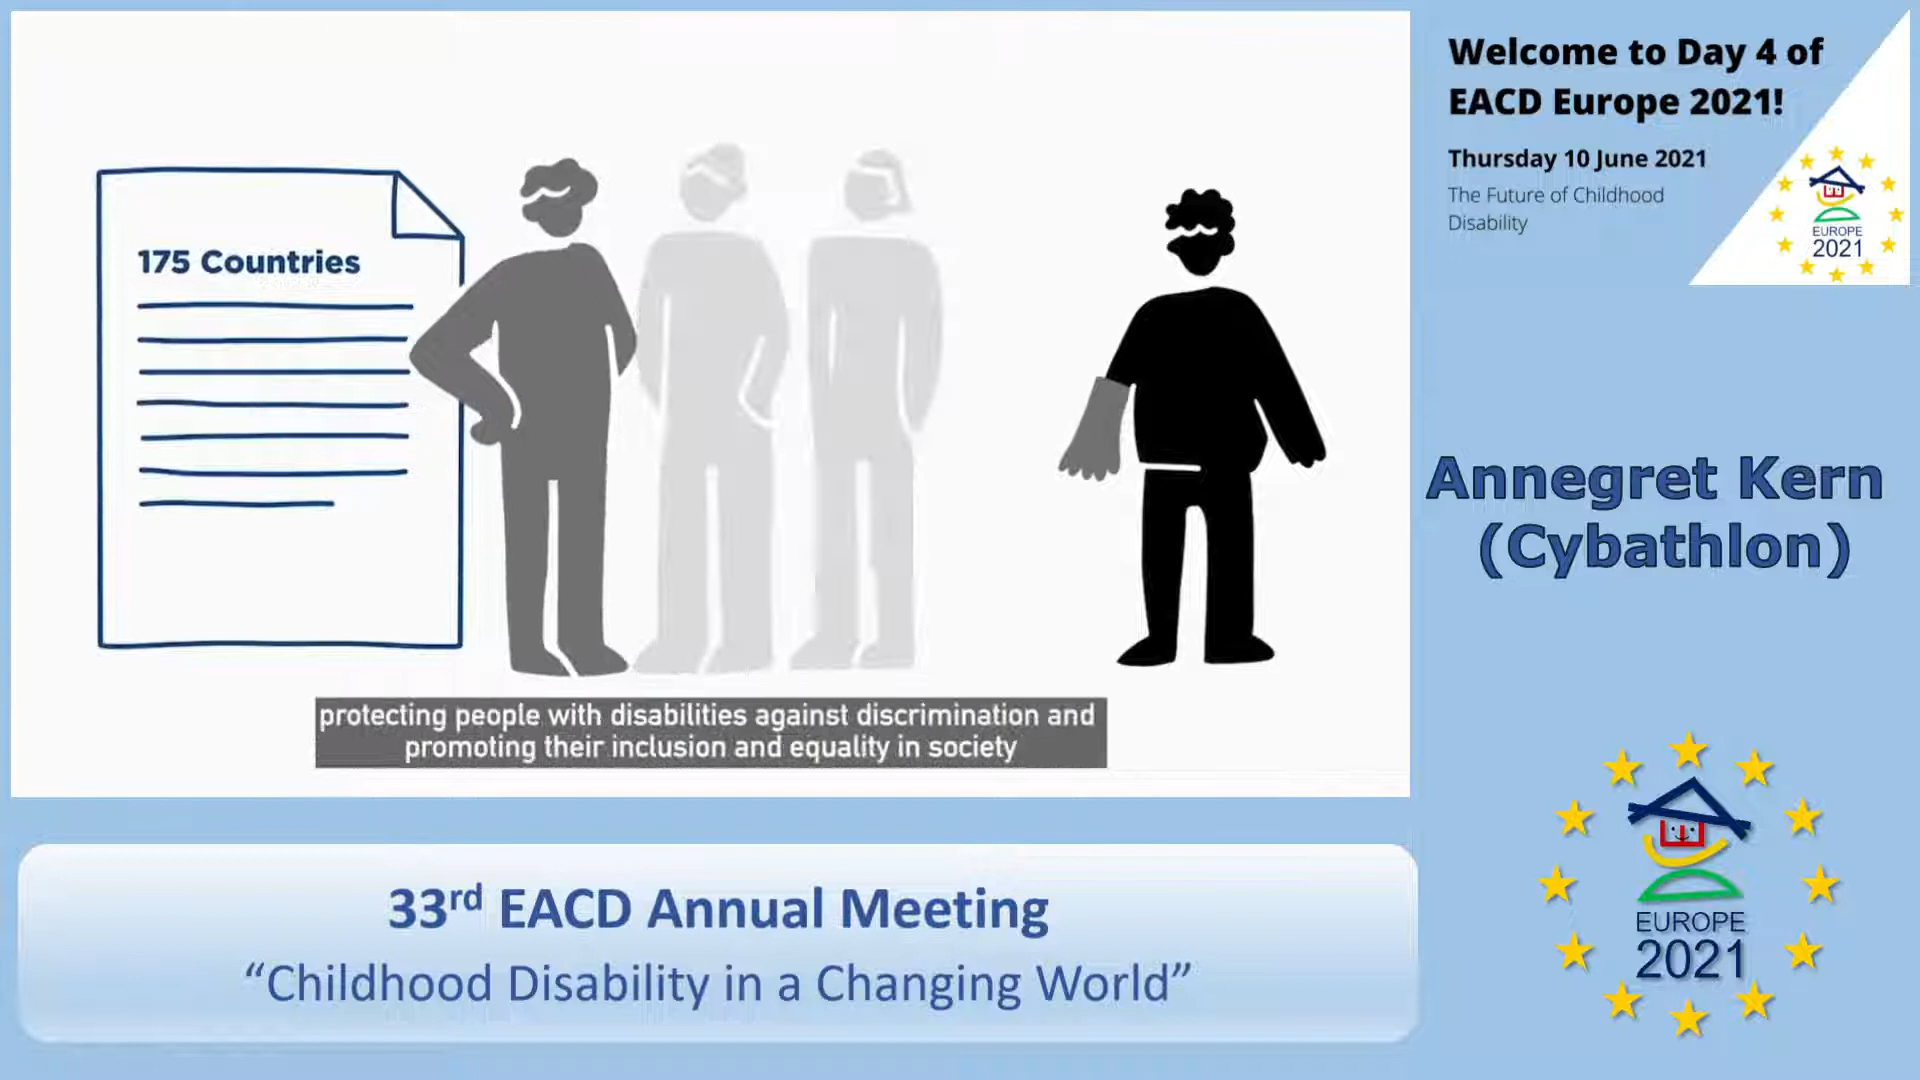 175 Countries
protecting people with disabilities against discrimination and
promoting their inclusion and equality in society
Welcome to Day 4 of
EACD Europe 2021!
Thursday 10 June 2021
The Future of Childhood
Disability
EUROPE
2021
Annegret Kern
(Cybathlon)
33rd EACD Annual Meeting
“Childhood Disability in a Changing World”
EUROPE
2021